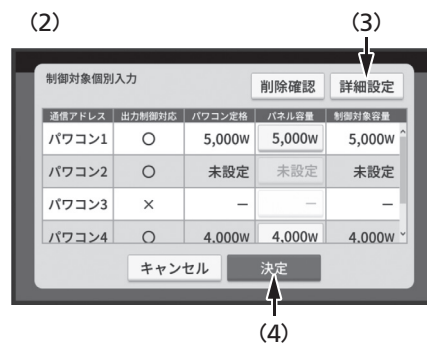 (2)
(3)
制御対象個別入力
削除確認
詳細設定
通信アドレス 出力制御対応 パワコン定格 パネル容量 制御対象容量
パワコン1 ○ 5,000w 5,000w 5,000w
パワコン2 ○ 未設定 未設定 未設定
パワコン3 × － － －
パワコン4 ○ 4,000w 4,000w 4,000w
キャンセル
決定
(4)